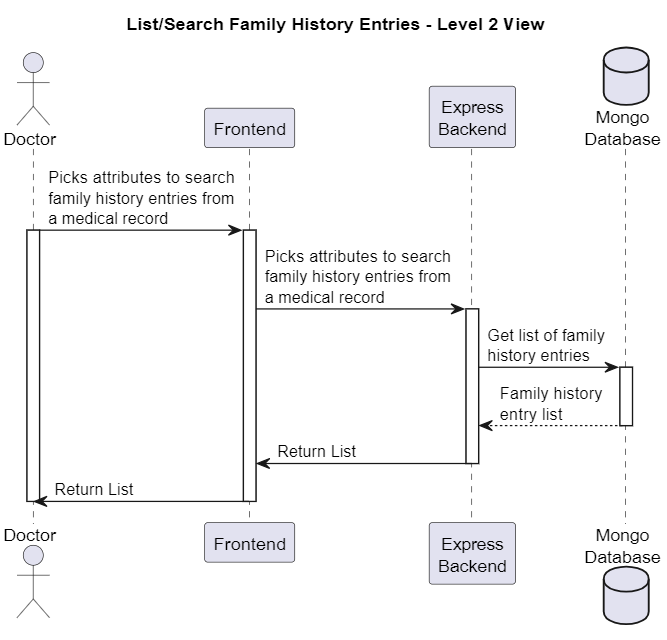 List/Search Family History Entries - Level 2 View
Doctor
Frontend
Express
Backend
Mongo
Database
Picks attributes to search
family history entries from
a medical record
Picks attributes to search
family history entries from
a medical record
Get list of family
history entries
Family history
entry list
Return List
Return List
Doctor
Frontend
Express
Backend
Mongo
Database